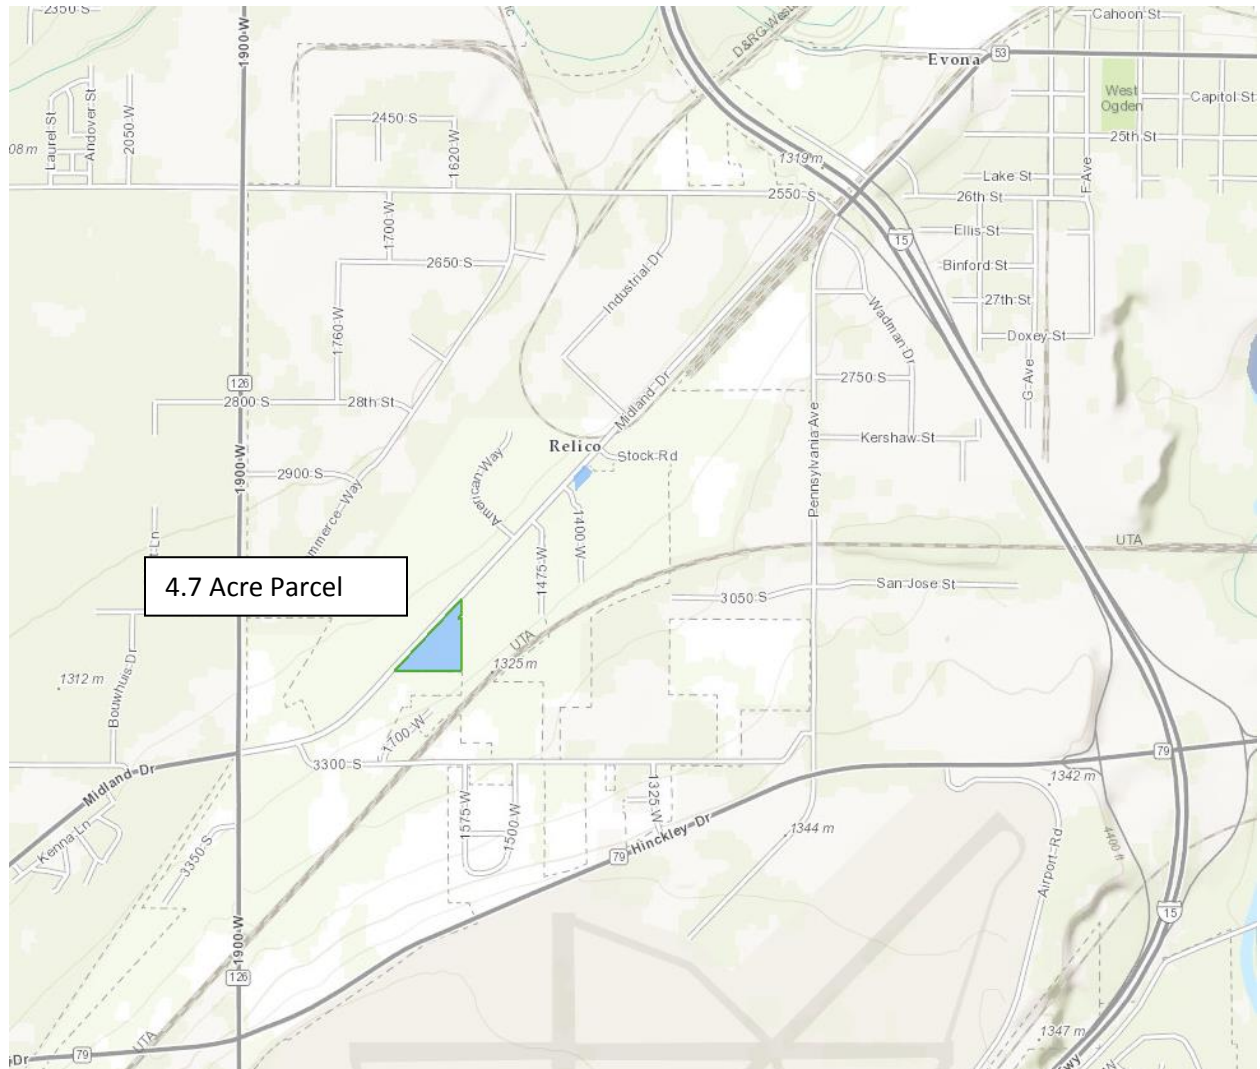 2350 S
1900 W
D&RG West
Cahoon St
53
Evona
West
Ogden
Capitol St
Laurel St
Andover St
2050 W
08 m
2450 S
1620 W
25th St
1319 m
Lake St
F Ave
26th St
2550 S
1700 W
Ellis St
15
2650 S
Industrial Dr
Binford St
27th St
1760 W
Wadman Dr
Doxey St
126
2750 S
G Ave
2800 S
28th St
Midland Dr
Pennsylvania Ave
Kershaw St
Relico
Stock Rd
1900 W
2900 S
American Way
1400 W
mmerce Way
t Ln
1475 W
UTA
4.7 Acre Parcel
San Jose St
3050 S
UTA
1325 m
1312 m
Bouwhuis Dr
1700 W
3300 S
79
Midland Dr
1342 m
1575 W
1500 W
1325 W
Kenna Ln
3350 S
Hinckley Dr
79
1344 m
4400 ft
Airport Rd
15
1900 W
126
1347 m
UTA
Dr
79
wy